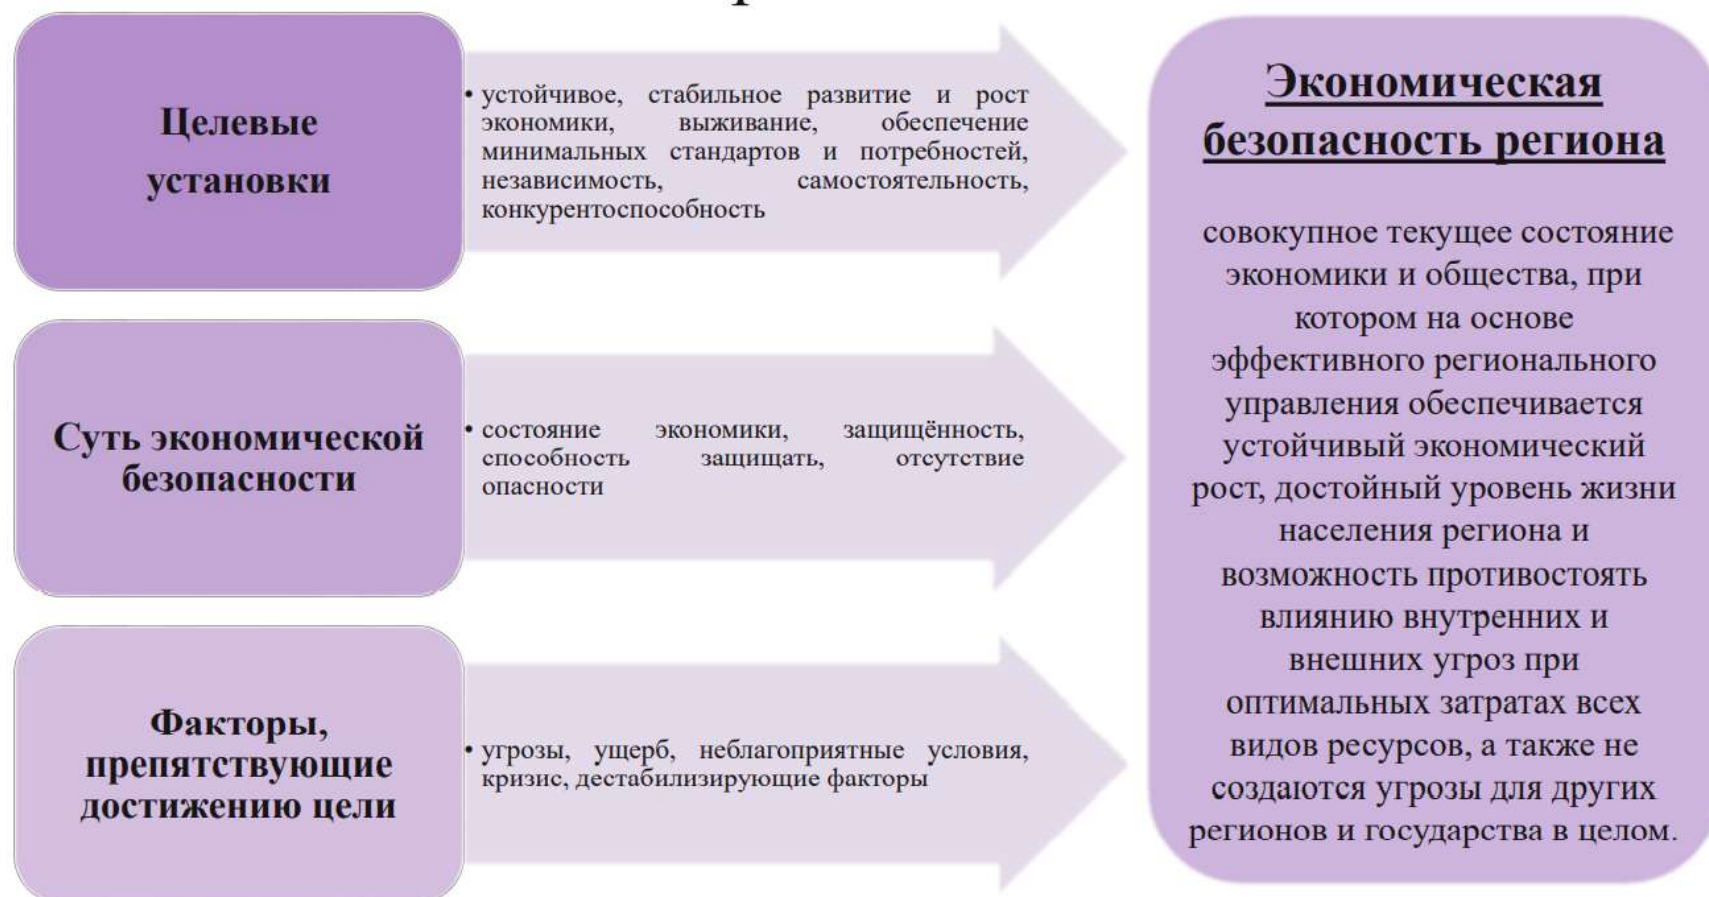 Целевые
установки
• устойчивое, стабильное развитие и рост
экономики, выживание, обеспечение
минимальных стандартов и потребностей,
независимость, самостоятельность,
конкурентоспособность
Суть экономической
безопасности
• состояние экономики, защищённость,
способность защищать, отсутствие
опасности
Факторы,
препятствующие
достижению цели
• угрозы, ущерб, неблагоприятные условия,
кризис, дестабилизирующие факторы
Экономическая
безопасность региона
совокупное текущее состояние
экономики и общества, при
котором на основе
эффективного регионального
управления обеспечивается
устойчивый экономический
рост, достойный уровень жизни
населения региона и
возможность противостоять
влиянию внутренних и
внешних угроз при
оптимальных затратах всех
видов ресурсов, а также не
создаются угрозы для других
регионов и государства в целом.